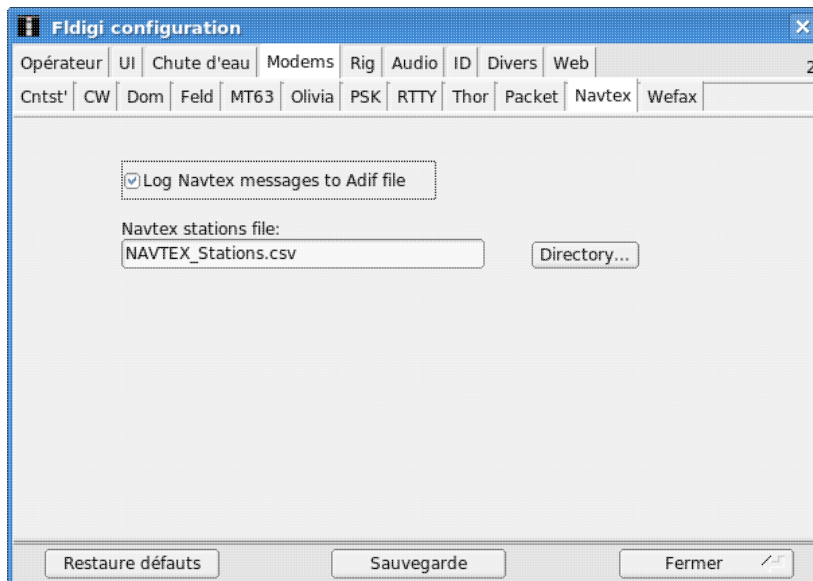 Fldigi configuration
Opérateur UI Chute d'eau Modems Rig Audio ID Divers Web
Cntst' CW Dom Feld MT63 Olivia PSK RTTY Thor Packet Navtex Wefax
Log Navtex messages to Adif file
Navtex stations file:
NAVTEX_Stations.csv Directory...
Restaure défauts Sauvegarde Fermer